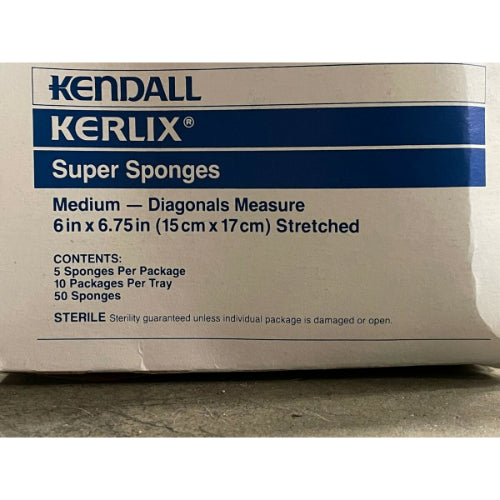 KENDALL
KERLIX®
Super Sponges
Medium — Diagonals Measure
6 in x 6.75 in (15 cm x 17 cm) Stretched
CONTENTS:
5 Sponges Per Package
10 Packages Per Tray
50 Sponges
STERILE Sterility guaranteed unless individual package is damaged or open.